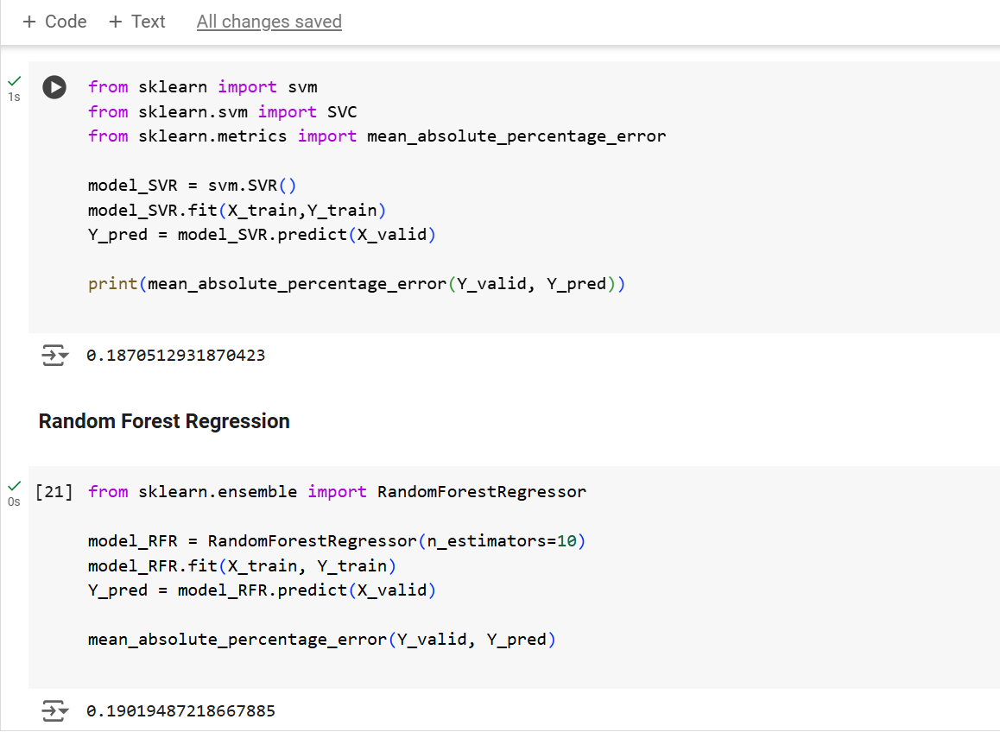 + Code + Text All changes saved
1s
from sklearn import svm
from sklearn.svm import SVC
from sklearn.metrics import mean_absolute_percentage_error
model_SVR = svm.SVR()
model_SVR.fit(X_train,Y_train)
Y_pred = model_SVR.predict(X_valid)
print(mean_absolute_percentage_error(Y_valid, Y_pred))
0.1870512931870423
Random Forest Regression
0s
[21] from sklearn.ensemble import RandomForestRegressor
model_RFR = RandomForestRegressor(n_estimators=10)
model_RFR.fit(X_train, Y_train)
Y_pred = model_RFR.predict(X_valid)
mean_absolute_percentage_error(Y_valid, Y_pred)
0.19019487218667885